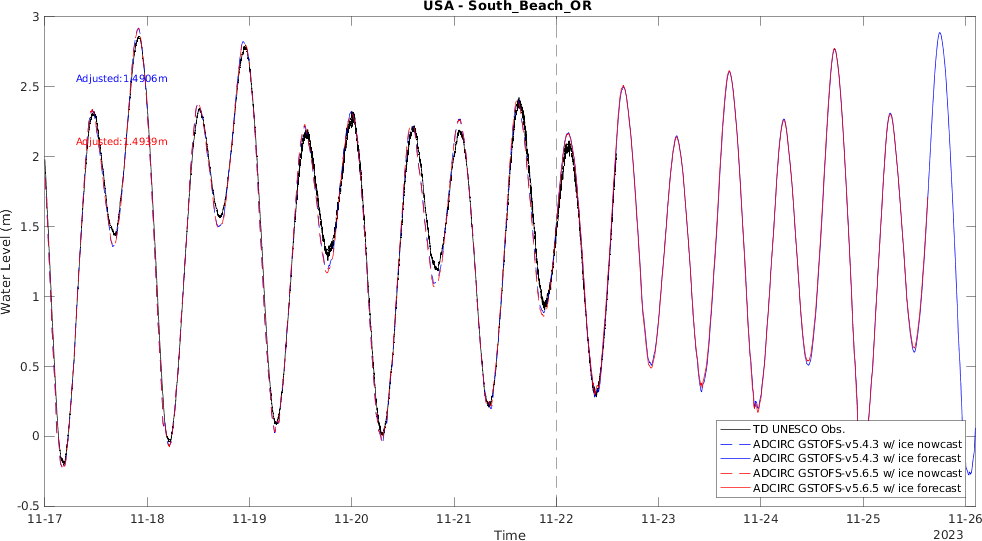 USA - South_Beach_OR
3
2.5
2
1.5
1
0.5
0
-0.5
Water Level (m)
Adjusted:1.4906m
Adjusted:1.4939m
TD UNESCO Obs.
ADCIRC GSTOFS-v5.4.3 w/ ice nowcast
ADCIRC GSTOFS-v5.4.3 w/ ice forecast
ADCIRC GSTOFS-v5.6.5 w/ ice nowcast
ADCIRC GSTOFS-v5.6.5 w/ ice forecast
11-17 11-18 11-19 11-20 11-21 11-22 11-23 11-24 11-25 11-26
Time
2023